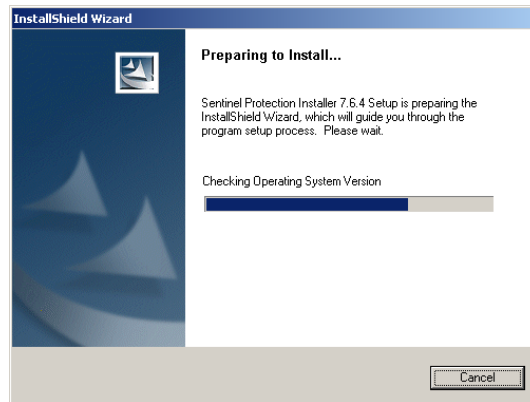 InstallShield Wizard
Preparing to Install...
Sentinel Protection Installer 7.6.4 Setup is preparing the
InstallShield Wizard, which will guide you through the
program setup process. Please wait.
Checking Operating System Version
Cancel